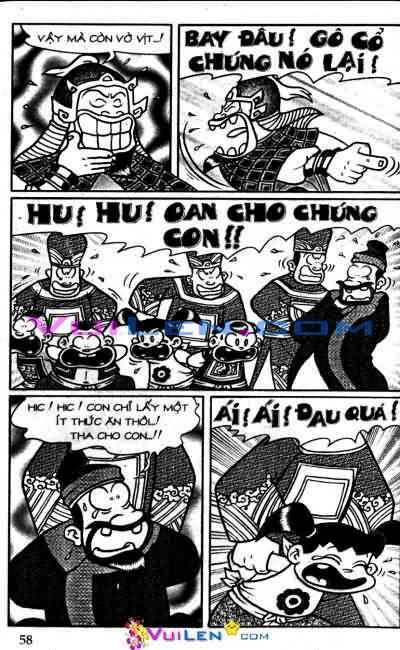 VẬY MÀ CÒN VỜ VỊT...!
BAY ĐÂU! GÔ CỔ
CHÚNG NÓ LẠI!
HU! HU! OAN CHO CHÚNG
CON!!
VuiLen.com
HIC! HIC! CON CHỈ LẤY MỘT
ÍT THỨC ĂN THÔI..!
THA CHO CON...!!
ÁI! ÁI! ĐAU QUÁ!
58
VuiLen.com